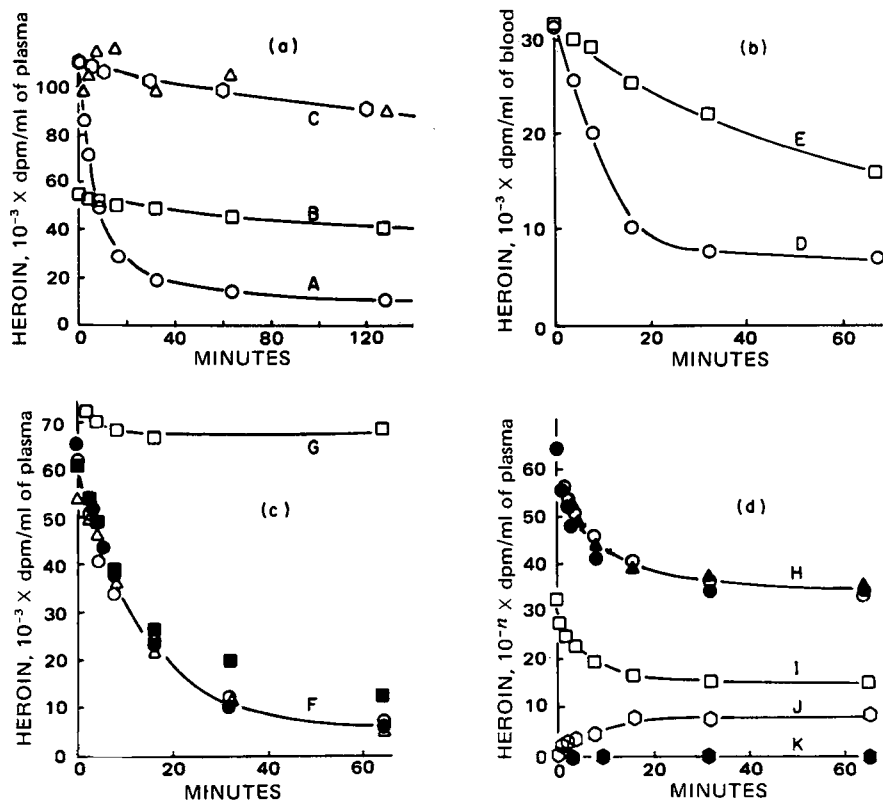 HEROIN, 10⁻³ X dpm/ml of plasma
100
80
60
40
20
0
(a)
C
B
A
0
40
80
120
MINUTES
HEROIN, 10⁻³ X dpm/ml of blood
30
20
10
0
(b)
E
D
0
20
40
60
MINUTES
HEROIN, 10⁻³ X dpm/ml of plasma
70
60
50
40
30
20
10
0
(c)
G
F
0
20
40
60
MINUTES
HEROIN, 10⁻ⁿ X dpm/ml of plasma
60
50
40
30
20
10
0
(d)
H
I
J
K
0
20
40
60
MINUTES